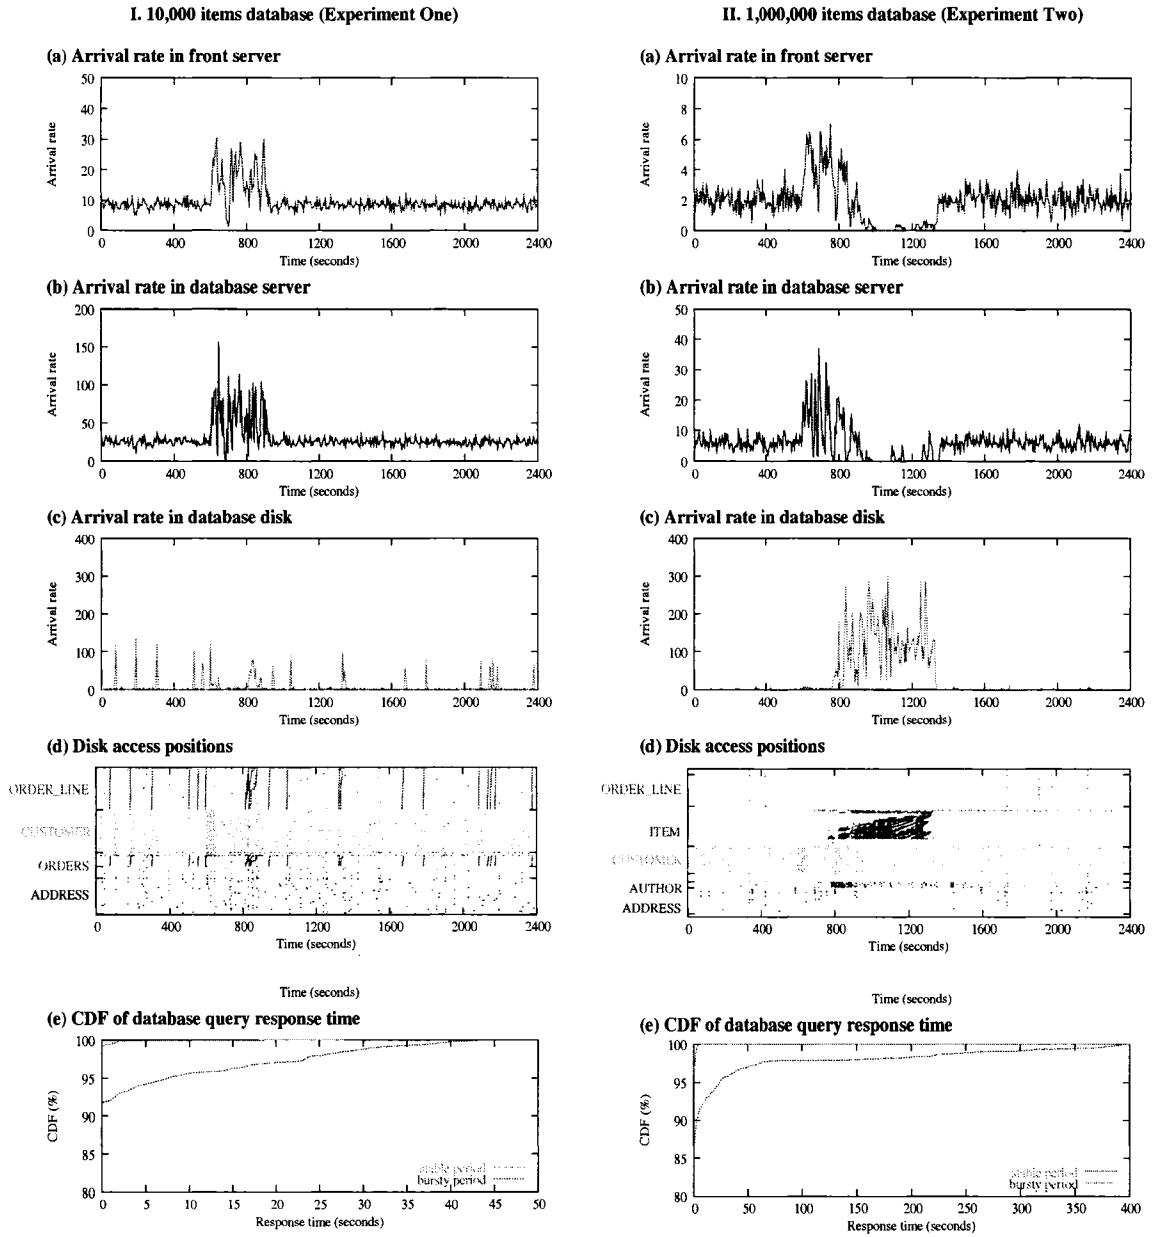 I. 10,000 items database (Experiment One)
(a) Arrival rate in front server
50
40
30
20
10
0
Arrival rate
0 400 800 1200 1600 2000 2400
Time (seconds)
(b) Arrival rate in database server
200
150
100
50
0
Arrival rate
0 400 800 1200 1600 2000 2400
Time (seconds)
(c) Arrival rate in database disk
400
300
200
100
0
Arrival rate
0 400 800 1200 1600 2000 2400
Time (seconds)
(d) Disk access positions
ORDER_LINE
CUSTOMER
ORDERS
ADDRESS
0 400 800 1200 1600 2000 2400
Time (seconds)
Time (seconds)
(e) CDF of database query response time
100
95
90
85
80
CDF (%)
stable period
bursty period
0 5 10 15 20 25 30 35 40 45 50
Response time (seconds)
II. 1,000,000 items database (Experiment Two)
(a) Arrival rate in front server
10
8
6
4
2
0
Arrival rate
0 400 800 1200 1600 2000 2400
Time (seconds)
(b) Arrival rate in database server
50
40
30
20
10
0
Arrival rate
0 400 800 1200 1600 2000 2400
Time (seconds)
(c) Arrival rate in database disk
400
300
200
100
0
Arrival rate
0 400 800 1200 1600 2000 2400
Time (seconds)
(d) Disk access positions
ORDER_LINE
ITEM
CUSTOMER
AUTHOR
ADDRESS
0 400 800 1200 1600 2000 2400
Time (seconds)
Time (seconds)
(e) CDF of database query response time
100
95
90
85
80
CDF (%)
stable period
bursty period
0 50 100 150 200 250 300 350 400
Response time (seconds)